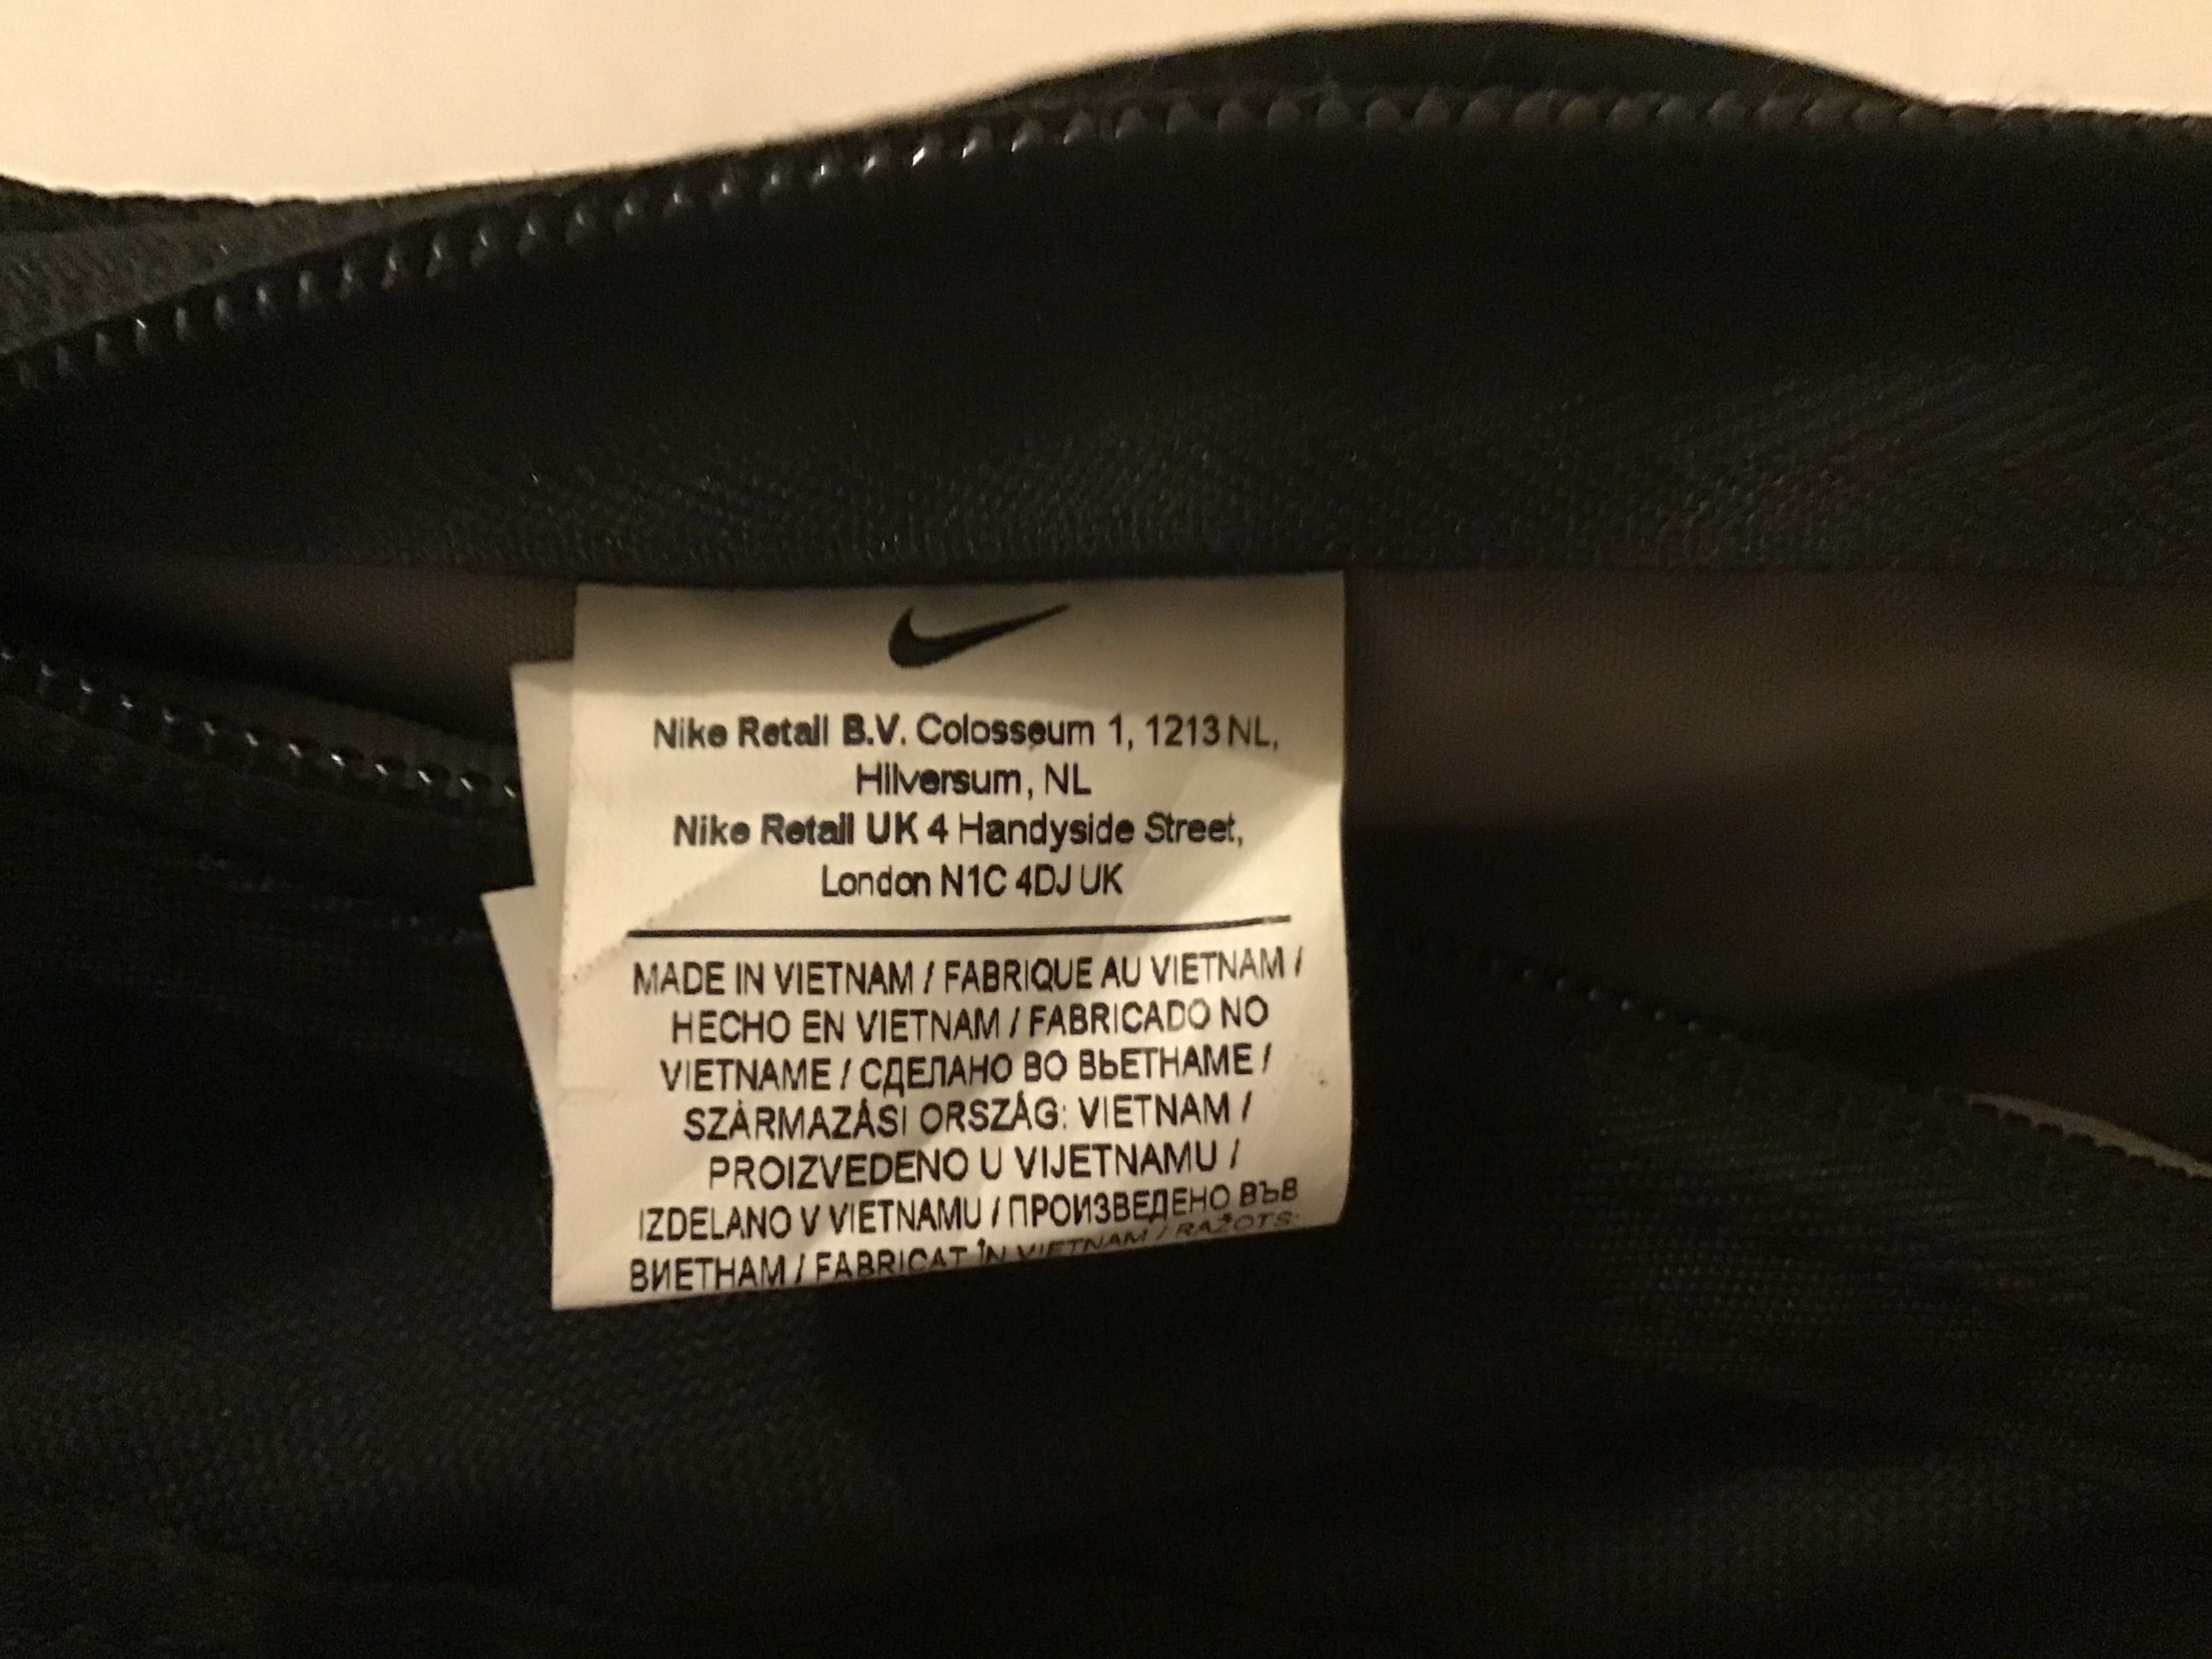 Nike Retail B.V. Colosseum 1, 1213 NL,
Hilversum, NL
Nike Retail UK 4 Handyside Street,
London N1C 4DJ UK
MADE IN VIETNAM / FABRIQUE AU VIETNAM /
HECHO EN VIETNAM / FABRICADO NO
VIETNAME / СДЕЛАНО ВО ВЬЕТНАМЕ /
SZÁRMAZÁSI ORSZÁG: VIETNAM /
PROIZVEDENO U VIJETNAMU /
IZDELANO V VIETNAMU / ПРОИЗВЕДЕНО ВЪВ
ВИЕТНАМ / FABRICAT ÎN VIETNAM / RAŽOTS: